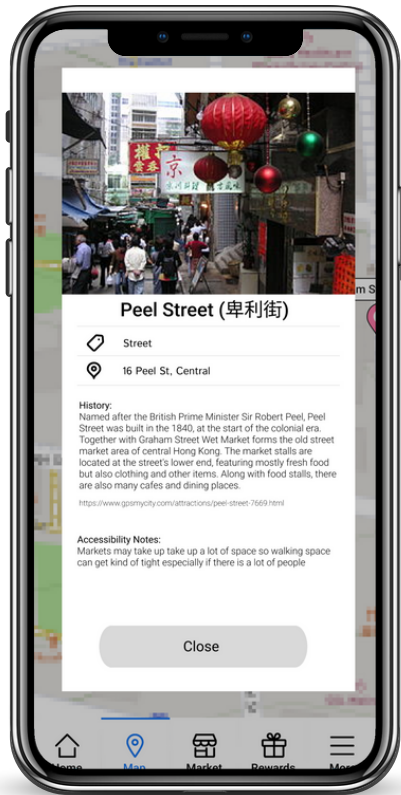 京
Peel Street (卑利街)
Street
16 Peel St, Central
History:
Named after the British Prime Minister Sir Robert Peel, Peel
Street was built in the 1840, at the start of the colonial era.
Together with Graham Street Wet Market forms the old street
market area of central Hong Kong. The market stalls are
located at the street's lower end, featuring mostly fresh food
but also clothing and other items. Along with food stalls, there
are also many cafes and dining places.
https://www.gpsmycity.com/attractions/peel-street-7669.html
Accessibility Notes:
Markets may take up take up a lot of space so walking space
can get kind of tight especially if there is a lot of people
Close
Home
Map
Market
Rewards
More